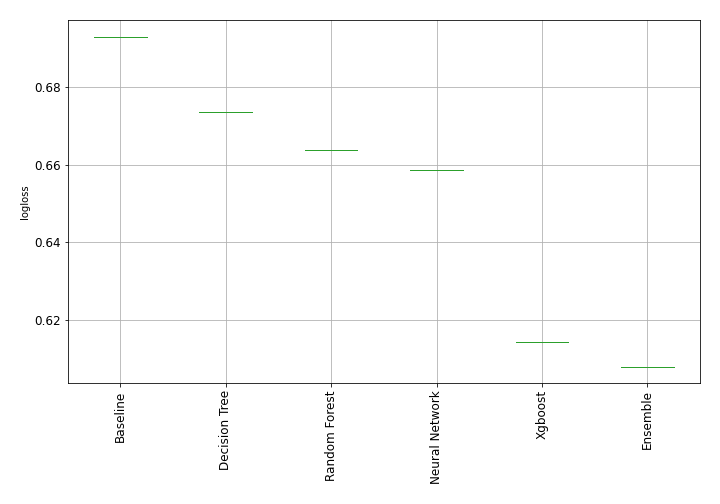 0.68
0.66
0.64
0.62
logloss
Baseline
Decision Tree
Random Forest
Neural Network
Xgboost
Ensemble